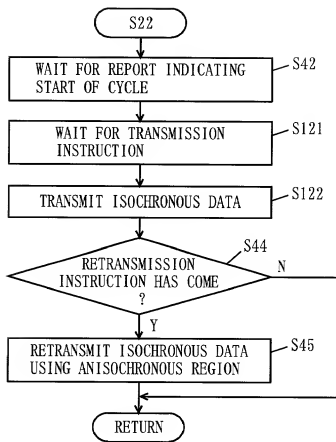 S22
WAIT FOR REPORT INDICATING
START OF CYCLE
S42
WAIT FOR TRANSMISSION
INSTRUCTION
S121
TRANSMIT ISOCHRONOUS DATA
S122
RETRANSMISSION
INSTRUCTION HAS COME
?
S44
N
Y
RETRANSMIT ISOCHRONOUS DATA
USING ANISOCHRONOUS REGION
S45
RETURN